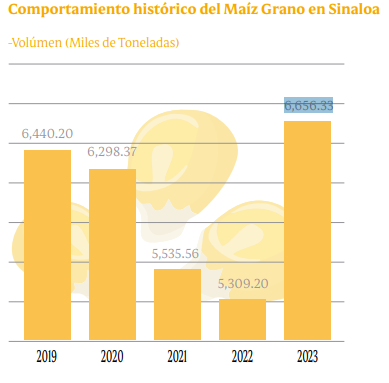 Comportamiento histórico del Maíz Grano en Sinaloa
-Volúmen (Miles de Toneladas)
6,440.20
6,298.37
5,535.56
5,309.20
6,656.33
2019 2020 2021 2022 2023